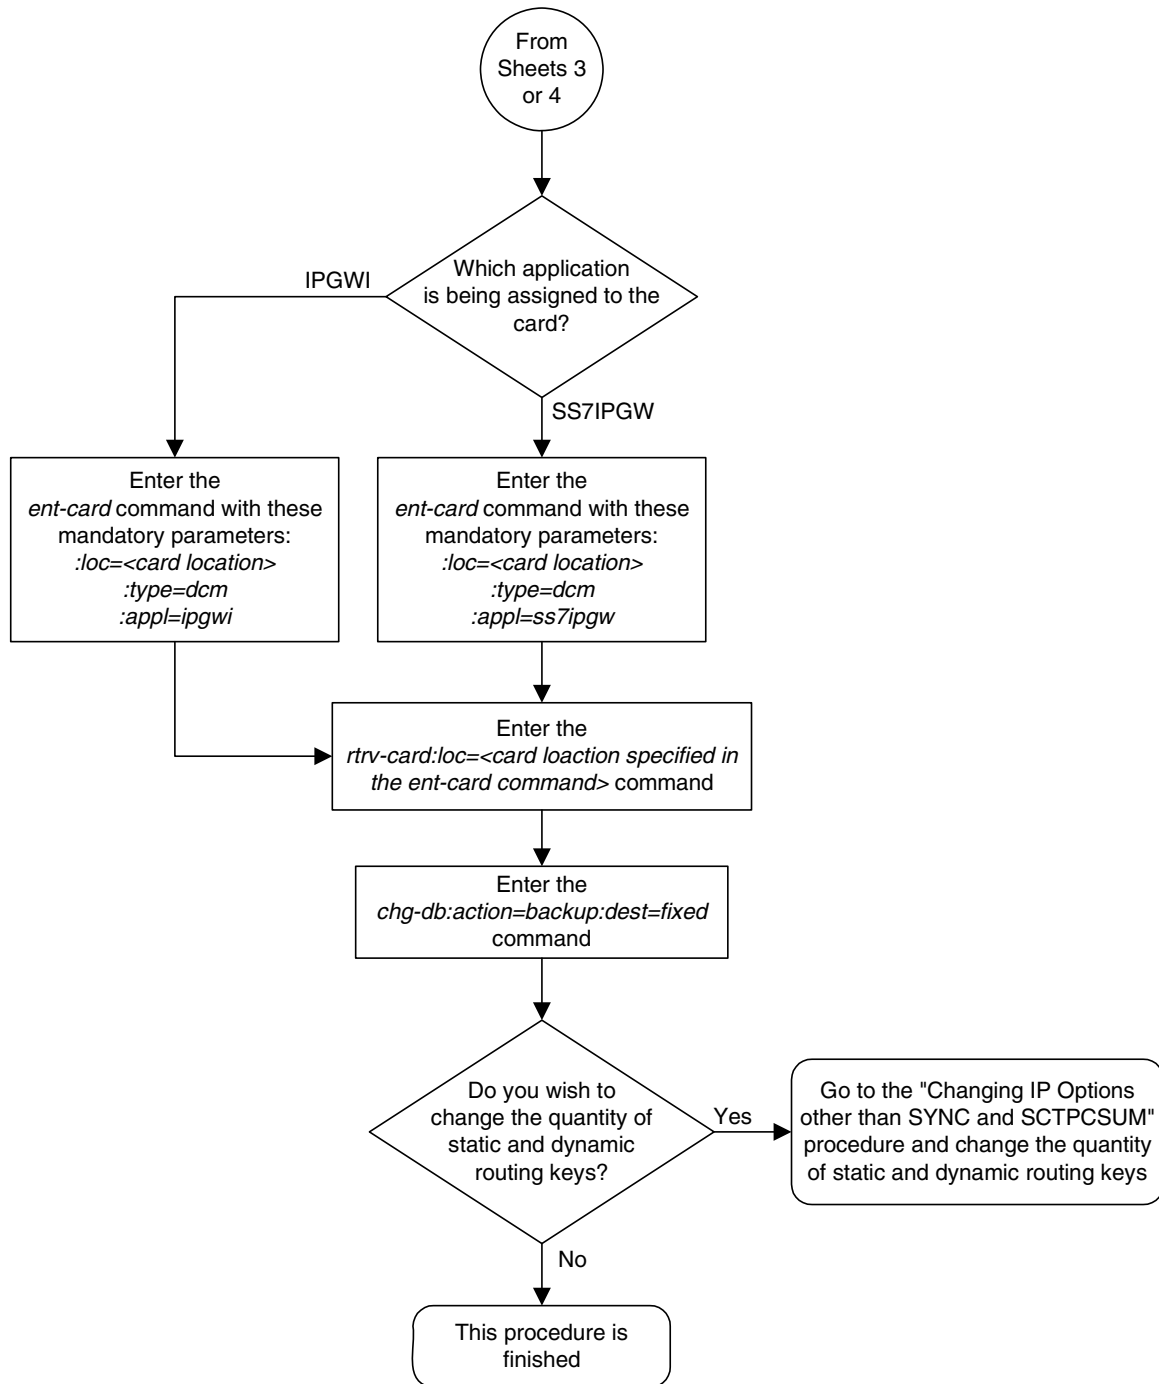 From
Sheets 3
or 4
Which application
is being assigned to the
card?
IPGWI
SS7IPGW
Enter the
ent-card command with these
mandatory parameters:
:loc=<card location>
:type=dcm
:appl=ipgwi
Enter the
ent-card command with these
mandatory parameters:
:loc=<card location>
:type=dcm
:appl=ss7ipgw
Enter the
rtrv-card:loc=<card loaction specified in
the ent-card command> command
Enter the
chg-db:action=backup:dest=fixed
command
Do you wish to
change the quantity of
static and dynamic
routing keys?
Yes
Go to the "Changing IP Options
other than SYNC and SCTPCSUM"
procedure and change the quantity
of static and dynamic routing keys
No
This procedure is
finished